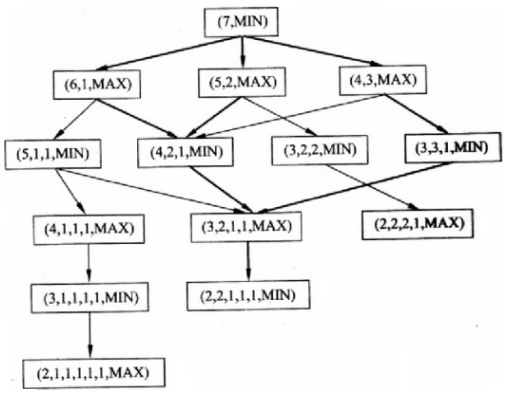 (7,MIN)
(6,1,MAX)
(5,2,MAX)
(4,3,MAX)
(5,1,1,MIN)
(4,2,1,MIN)
(3,2,2,MIN)
(3,3,1,MIN)
(4,1,1,1,MAX)
(3,2,1,1,MAX)
(2,2,2,1,MAX)
(3,1,1,1,1,MIN)
(2,2,1,1,1,MIN)
(2,1,1,1,1,1,MAX)